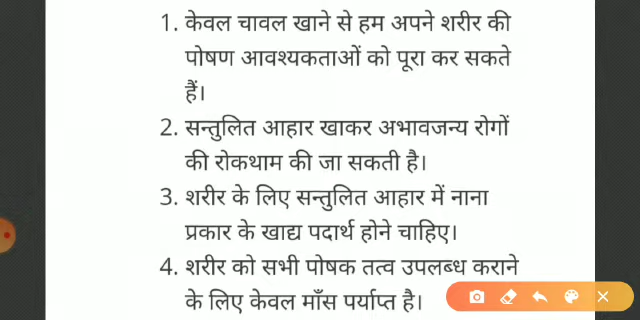 1. केवल चावल खाने से हम अपने शरीर की
पोषण आवश्यकताओं को पूरा कर सकते
हैं।
2. सन्तुलित आहार खाकर अभावजन्य रोगों
की रोकथाम की जा सकती है।
3. शरीर के लिए सन्तुलित आहार में नाना
प्रकार के खाद्य पदार्थ होने चाहिए।
4. शरीर को सभी पोषक तत्व उपलब्ध कराने
के लिए केवल माँस पर्याप्त है।